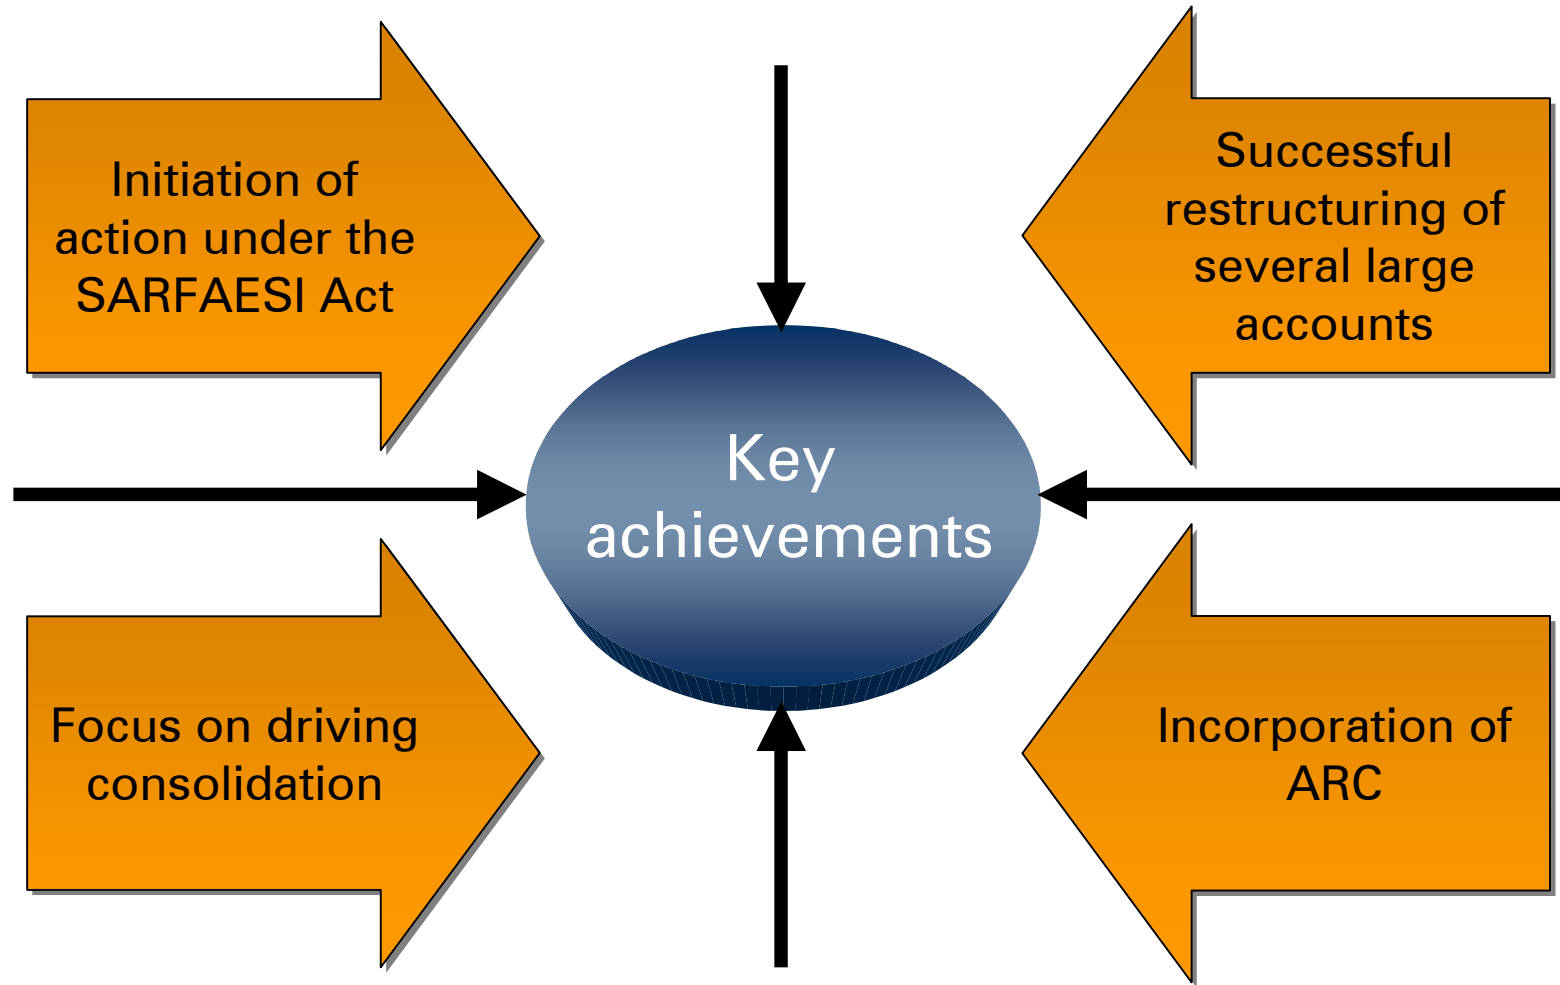 Initiation of
action under the
SARFAESI Act
Successful
restructuring of
several large
accounts
Key
achievements
Focus on driving
consolidation
Incorporation of
ARC